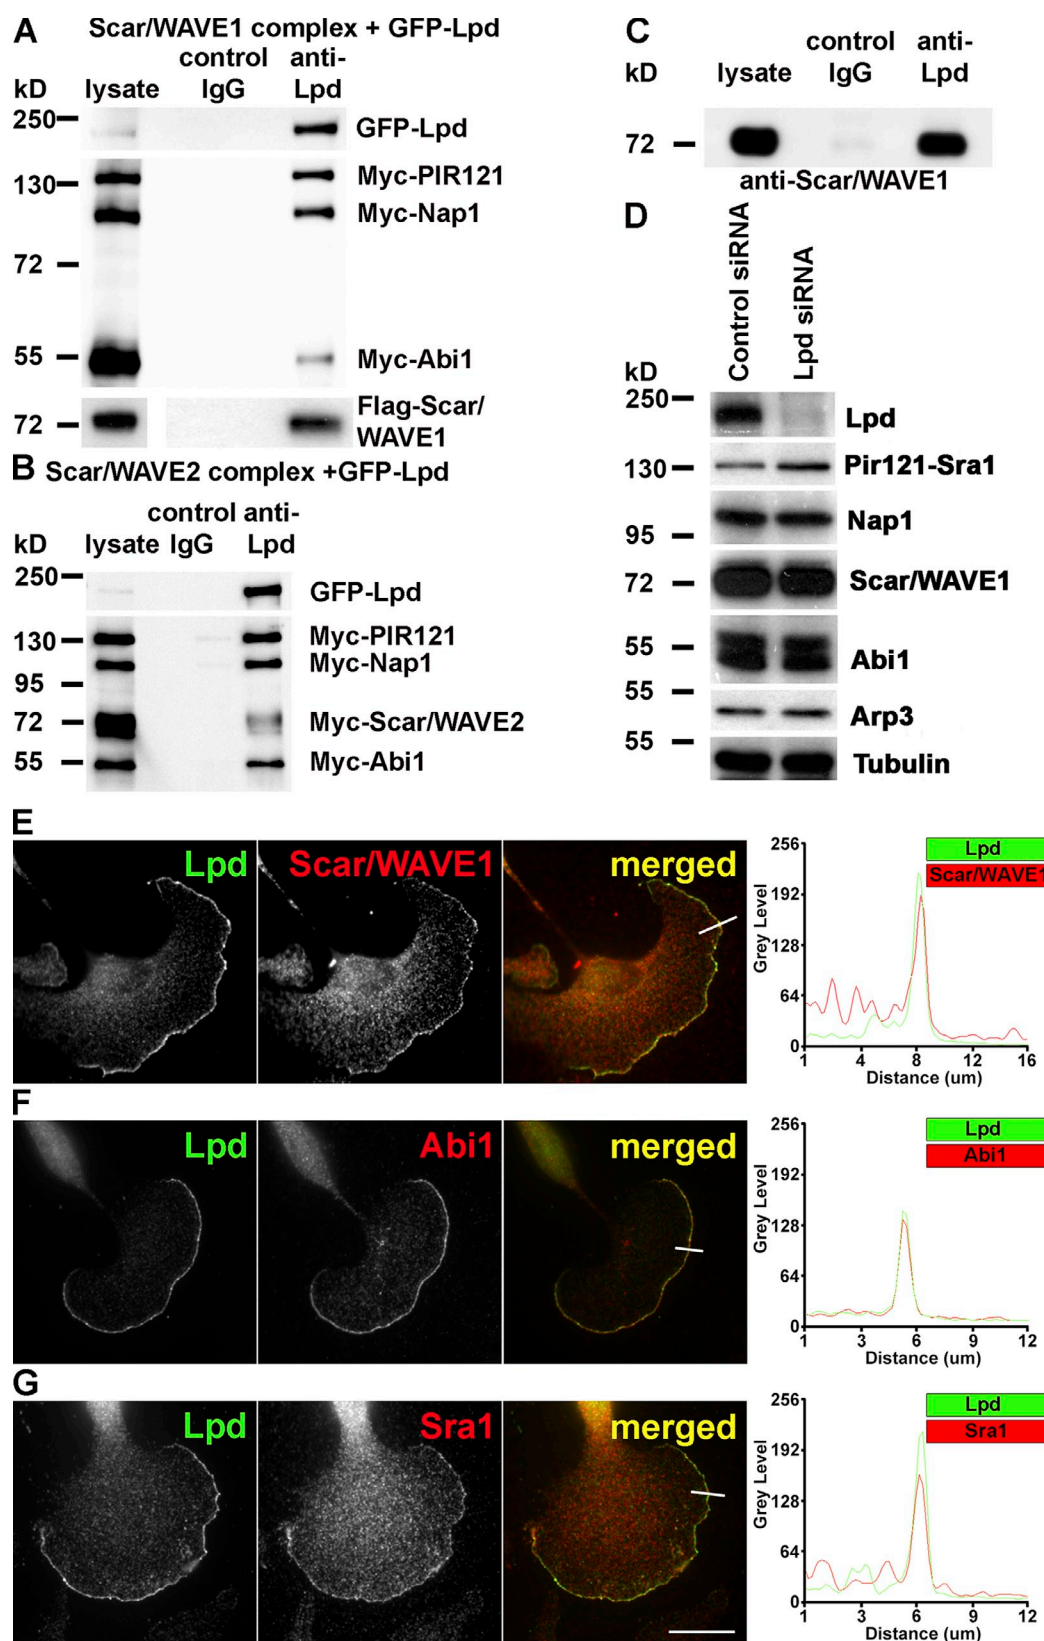 A
Scar/WAVE1 complex + GFP-Lpd
control anti-
kD lysate IgG Lpd
250
GFP-Lpd
Myc-PIR121
130
Myc-Nap1
72
55
Myc-Abi1
Flag-Scar/
72
WAVE1
B Scar/WAVE2 complex +GFP-Lpd
control anti-
kD lysate IgG Lpd
250
GFP-Lpd
130
Myc-PIR121
Myc-Nap1
95
72
Myc-Scar/WAVE2
55
Myc-Abi1
C
control anti-
kD lysate IgG Lpd
72
anti-Scar/WAVE1
D
Control siRNA
Lpd siRNA
kD
250
Lpd
130
Pir121-Sra1
Nap1
95
72
Scar/WAVE1
55
Abi1
55
Arp3
55
Tubulin
E
Lpd
Scar/WAVE1
merged
Lpd
Scar/WAVE1
Grey Level
256
192
128
64
0
1 4 8 12 16
Distance (um)
F
Lpd
Abi1
merged
Lpd
Abi1
Grey Level
256
192
128
64
0
1 3 6 9 12
Distance (um)
G
Lpd
Sra1
merged
Lpd
Sra1
Grey Level
256
192
128
64
0
1 3 6 9 12
Distance (um)